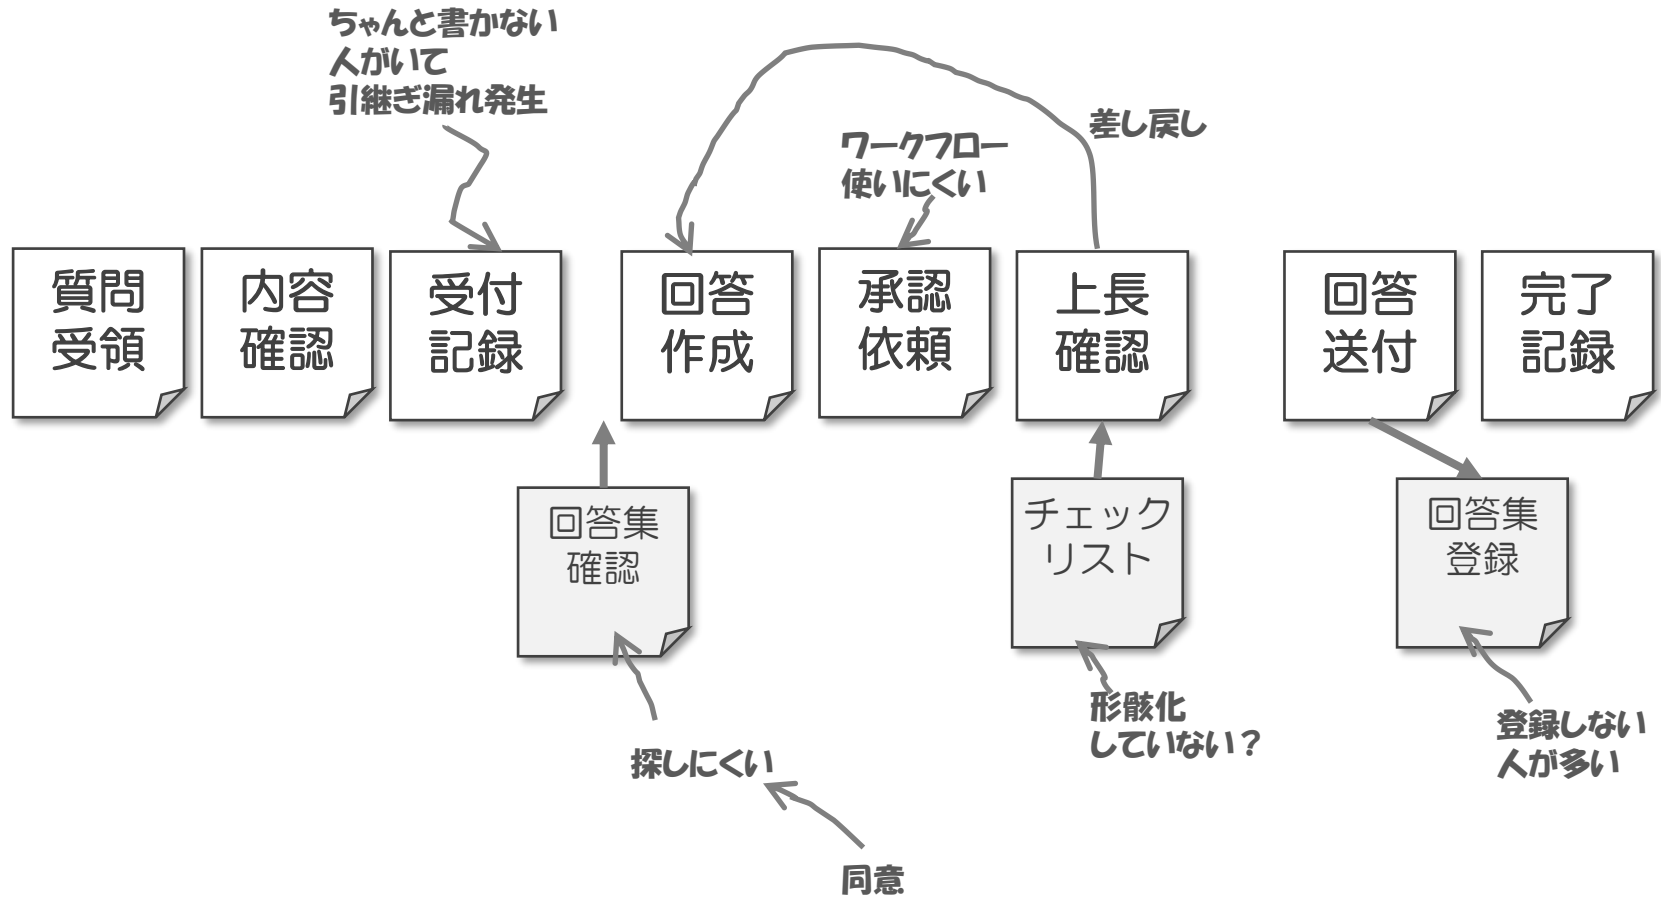 ちゃんと書かない
人がいて
引継ぎ漏れ発生
差し戻し
ワークフロー
使いにくい
質問
受領
内容
確認
受付
記録
回答
作成
承認
依頼
上長
確認
回答
送付
完了
記録
回答集
確認
チェック
リスト
回答集
登録
形骸化
していない？
登録しない
人が多い
探しにくい
同意